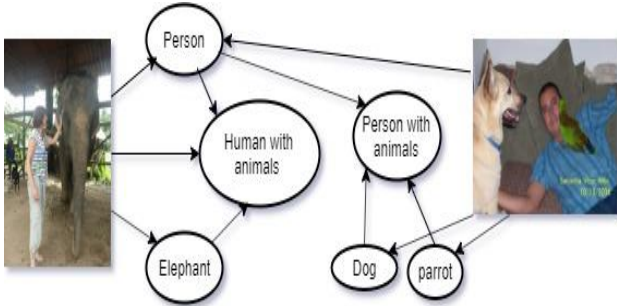 Person
Human with
animals
Person with
animals
Elephant
Dog
parrot